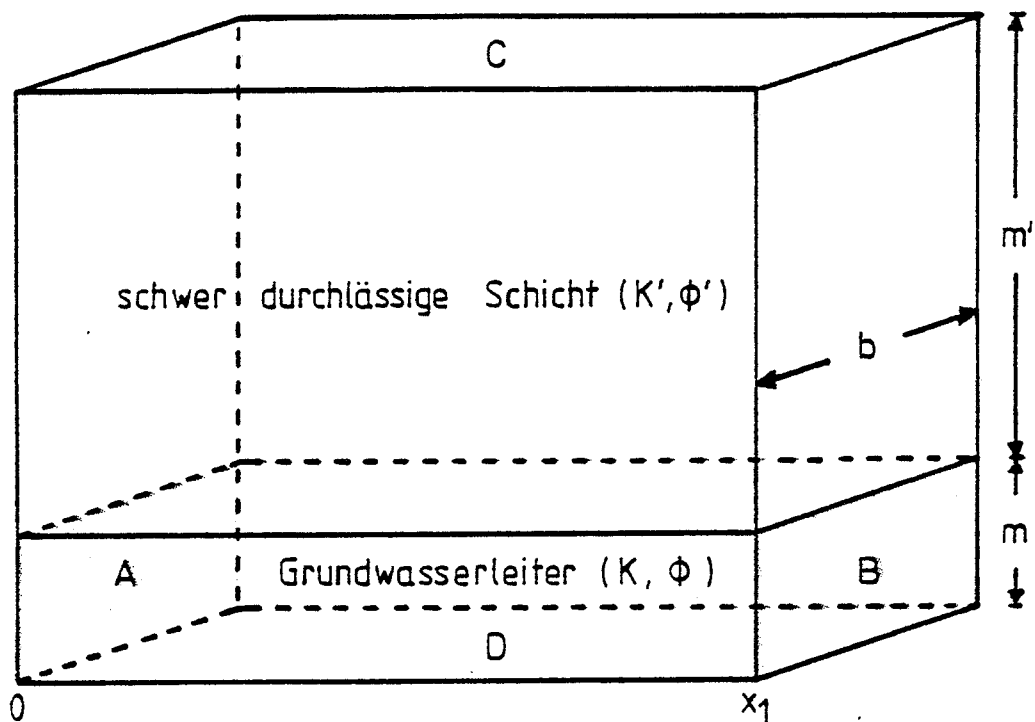 C
m'
schwer durchlässige Schicht (K',Φ')
b
m
A
Grundwasserleiter (K, Φ)
B
D
0
x1